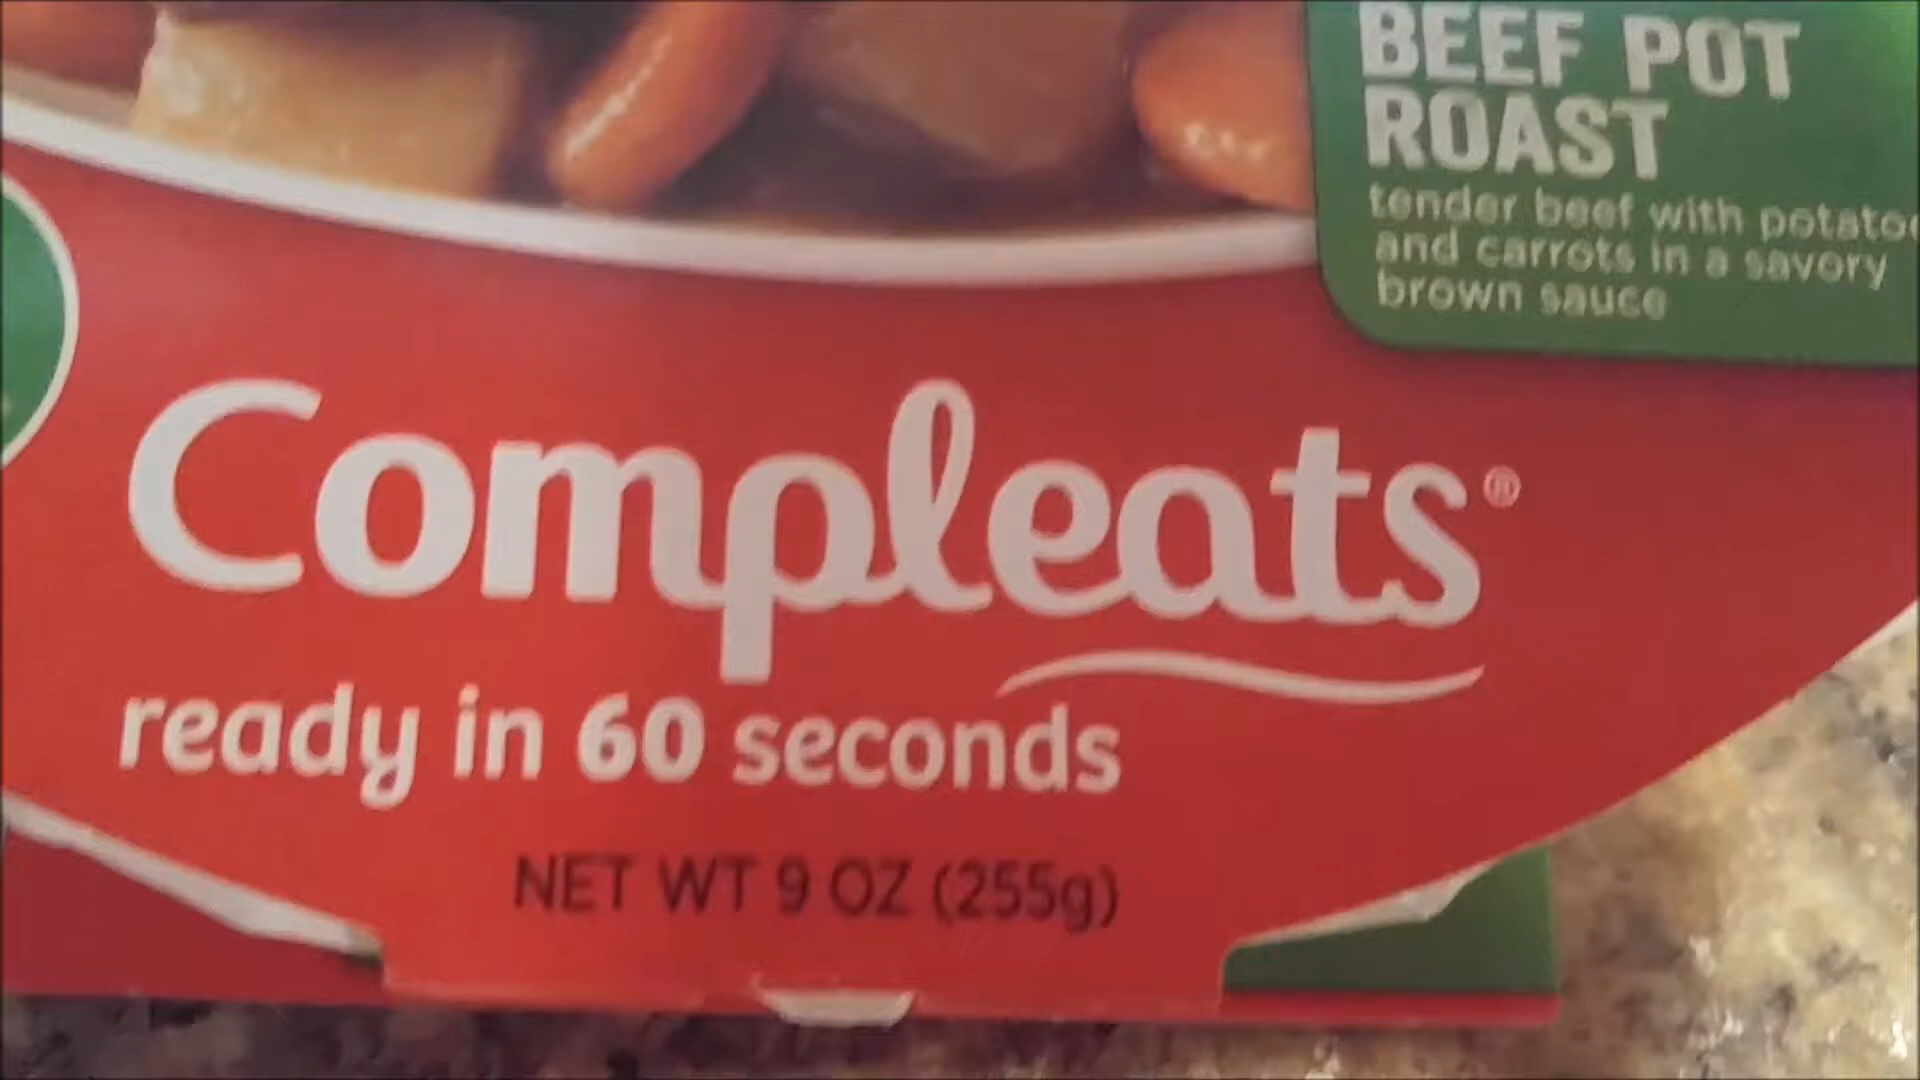 BEEF POT
ROAST
tender beef with potato
and carrots in a savory
brown sauce
Compleats®
ready in 60 seconds
NET WT 9 OZ (255g)